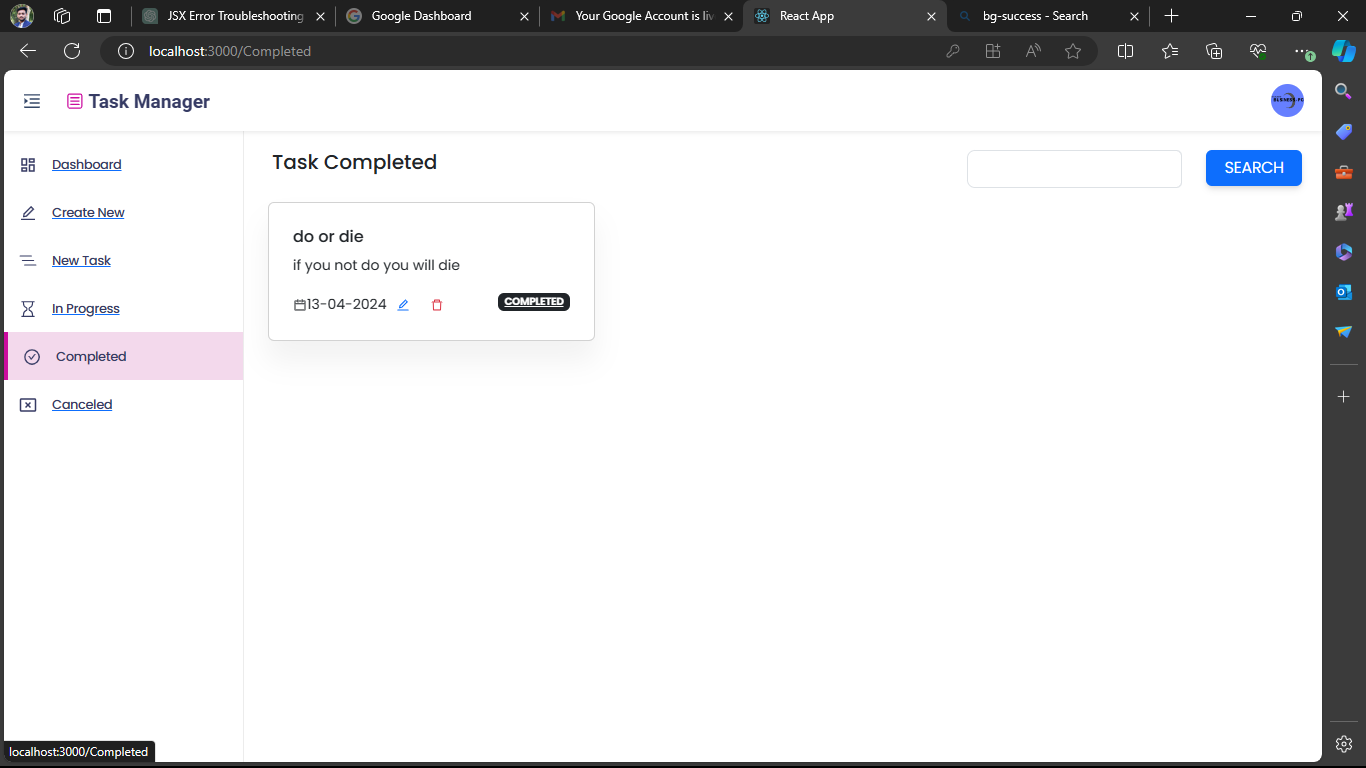 JSX Error Troubleshooting
Google Dashboard
Your Google Account is liv
React App
bg-success - Search
localhost:3000/Completed
Task Manager
Dashboard
Create New
New Task
In Progress
Completed
Canceled
Task Completed
SEARCH
do or die
if you not do you will die
13-04-2024
COMPLETED
localhost:3000/Completed